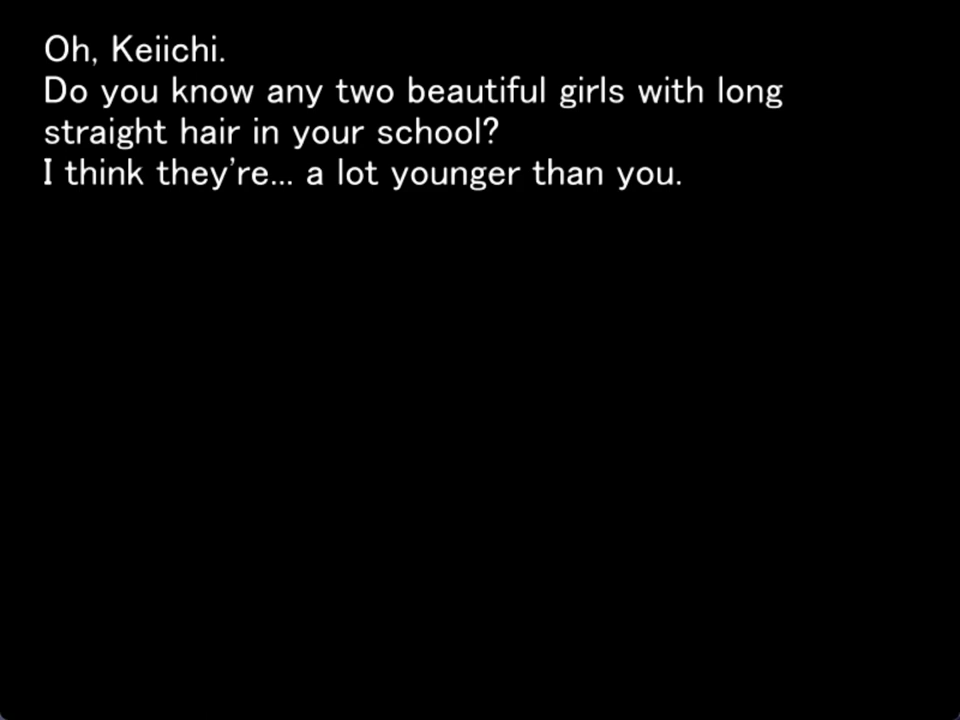 Oh, Keiichi.
Do you know any two beautiful girls with long
straight hair in your school?
I think they're... a lot younger than you.